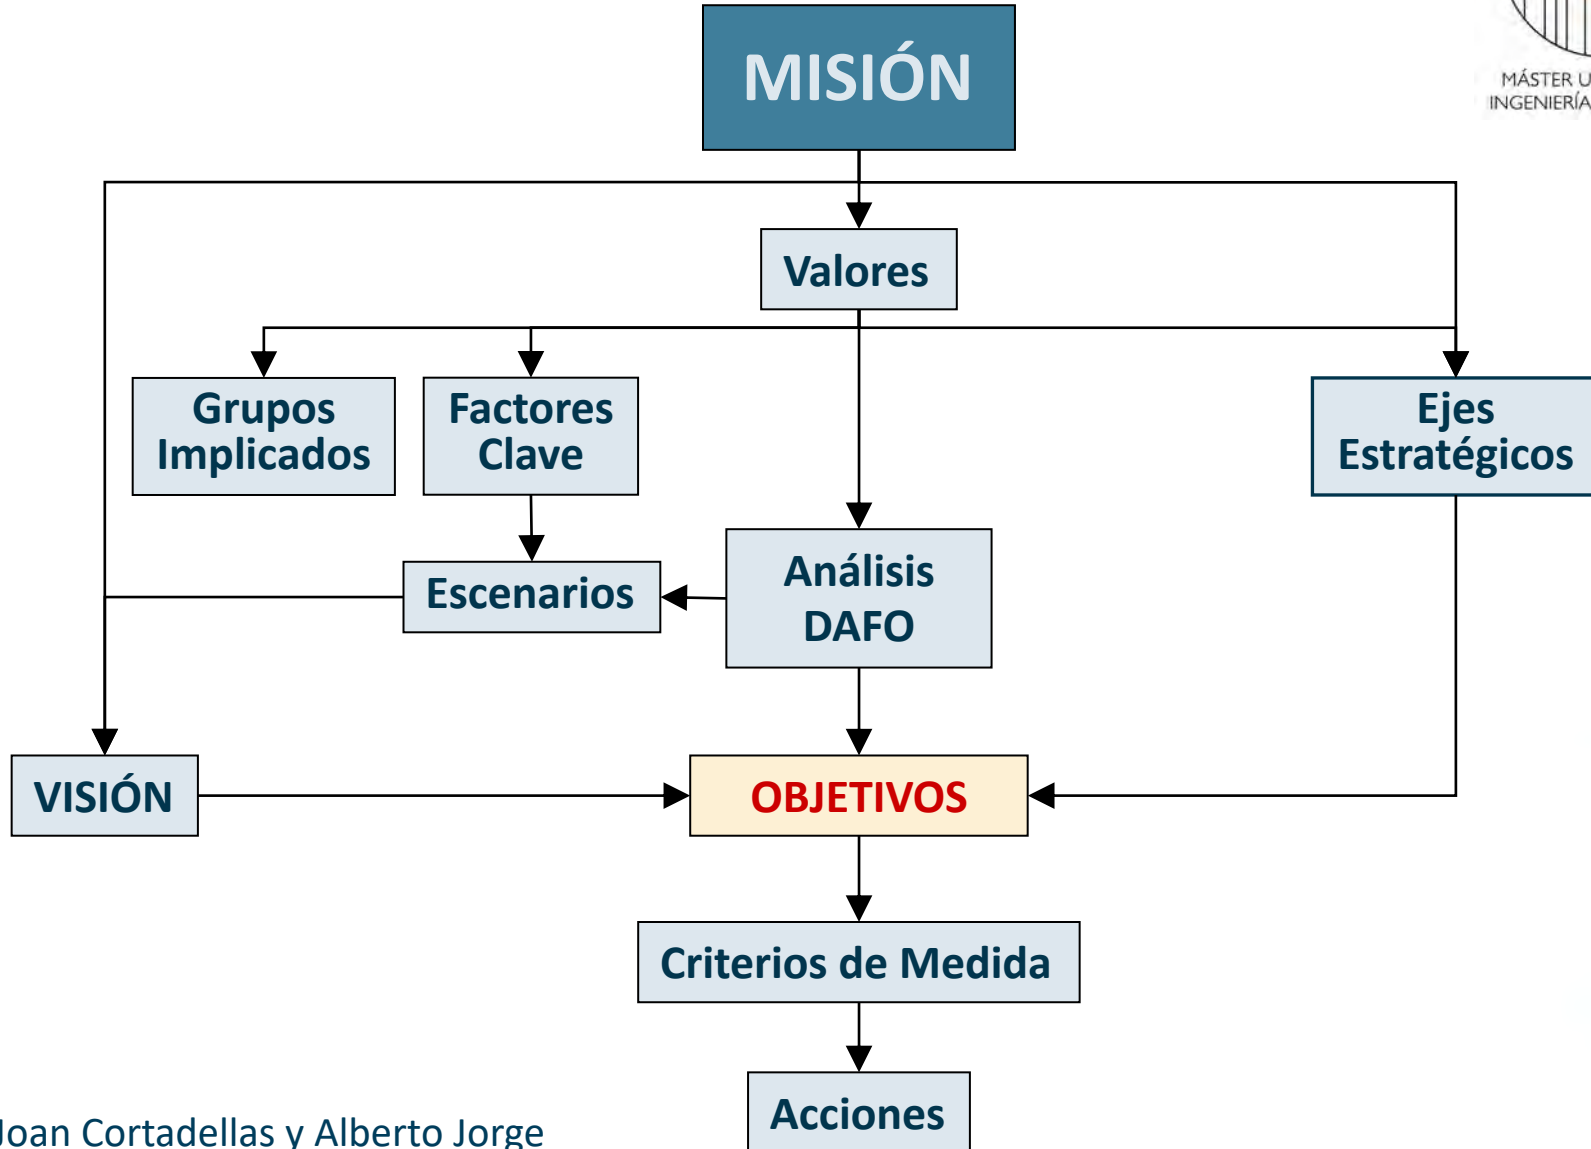 MISIÓN
MÁSTER U
INGENIERÍA
Valores
Grupos
Implicados
Factores
Clave
Ejes
Estratégicos
Análisis
DAFO
Escenarios
VISIÓN
OBJETIVOS
Criterios de Medida
Acciones
Joan Cortadellas y Alberto Jorge